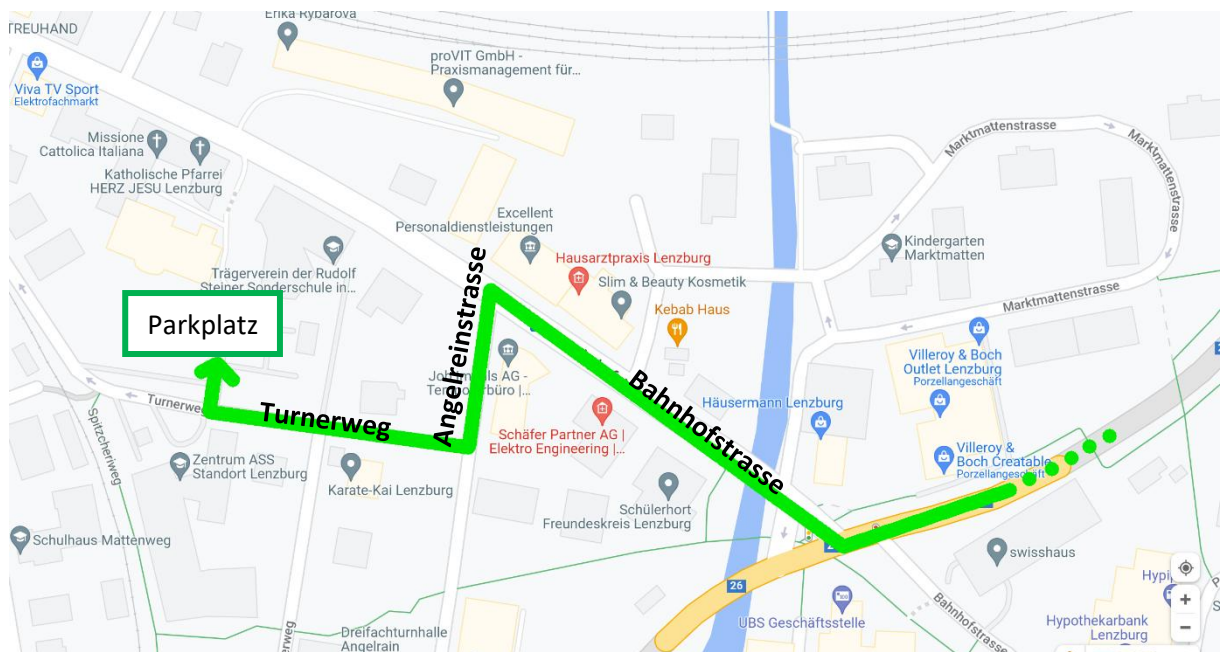 Erika Rybarova
TREUHAND
proVIT GmbH -
Praxismanagement für...
Viva TV Sport
Elektrofachmarkt
Missione
Cattolica Italiana
Katholische Pfarrei
HERZ JESU Lenzburg
Marktmattenstrasse
Marktmattenstrasse
Excellent
Personaldienstleistungen
Kindergarten
Marktmatten
Hausarztpraxis Lenzburg
Trägerverein der Rudolf
Steiner Sonderschule in...
Slim & Beauty Kosmetik
Marktmattenstrasse
Kebab Haus
Parkplatz
Angelreinstrasse
Villeroy & Boch
Outlet Lenzburg
Porzellangeschäft
Bahnhofstrasse
Häusermann Lenzburg
Turnerweg
Turnerweg
Schäfer Partner AG |
Elektro Engineering |...
Villeroy &
Boch Creatable
Porzellangeschäft
Spitzcheriweg
Zentrum ASS
Standort Lenzburg
Karate-Kai Lenzburg
Schülerhort
Freundeskreis Lenzburg
Schulhaus Mattenweg
swisshaus
26
UBS Geschäftsstelle
Bahnhofstrasse
Hypothekarbank
Lenzburg
Dreifachturnhalle
Angelrain